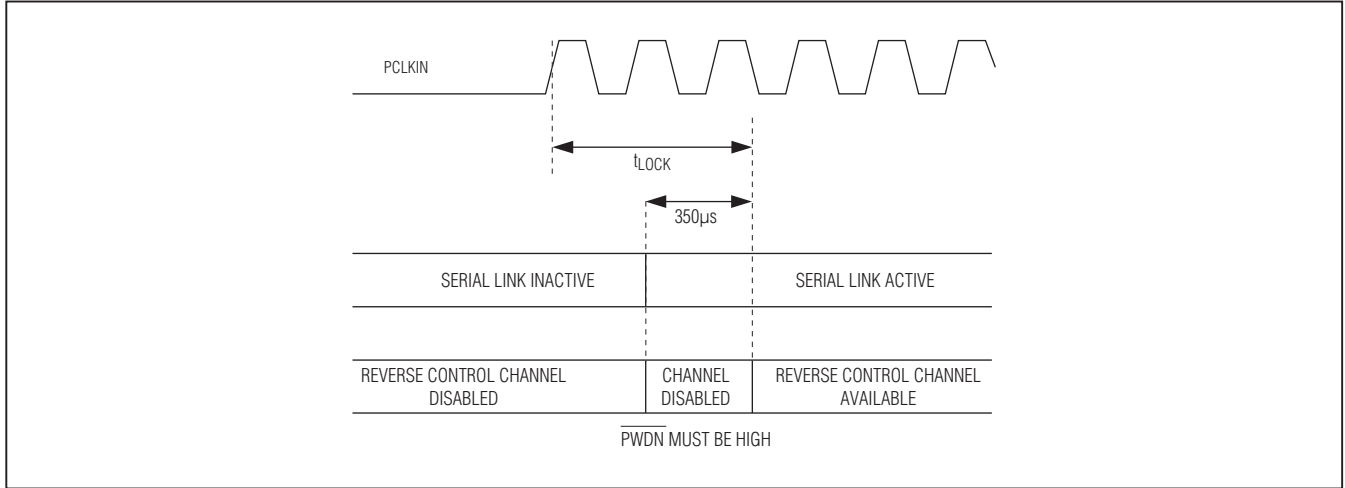 PCLKIN
tLOCK
350µs
SERIAL LINK INACTIVE
SERIAL LINK ACTIVE
REVERSE CONTROL CHANNEL
DISABLED
CHANNEL
DISABLED
REVERSE CONTROL CHANNEL
AVAILABLE
PWDN MUST BE HIGH